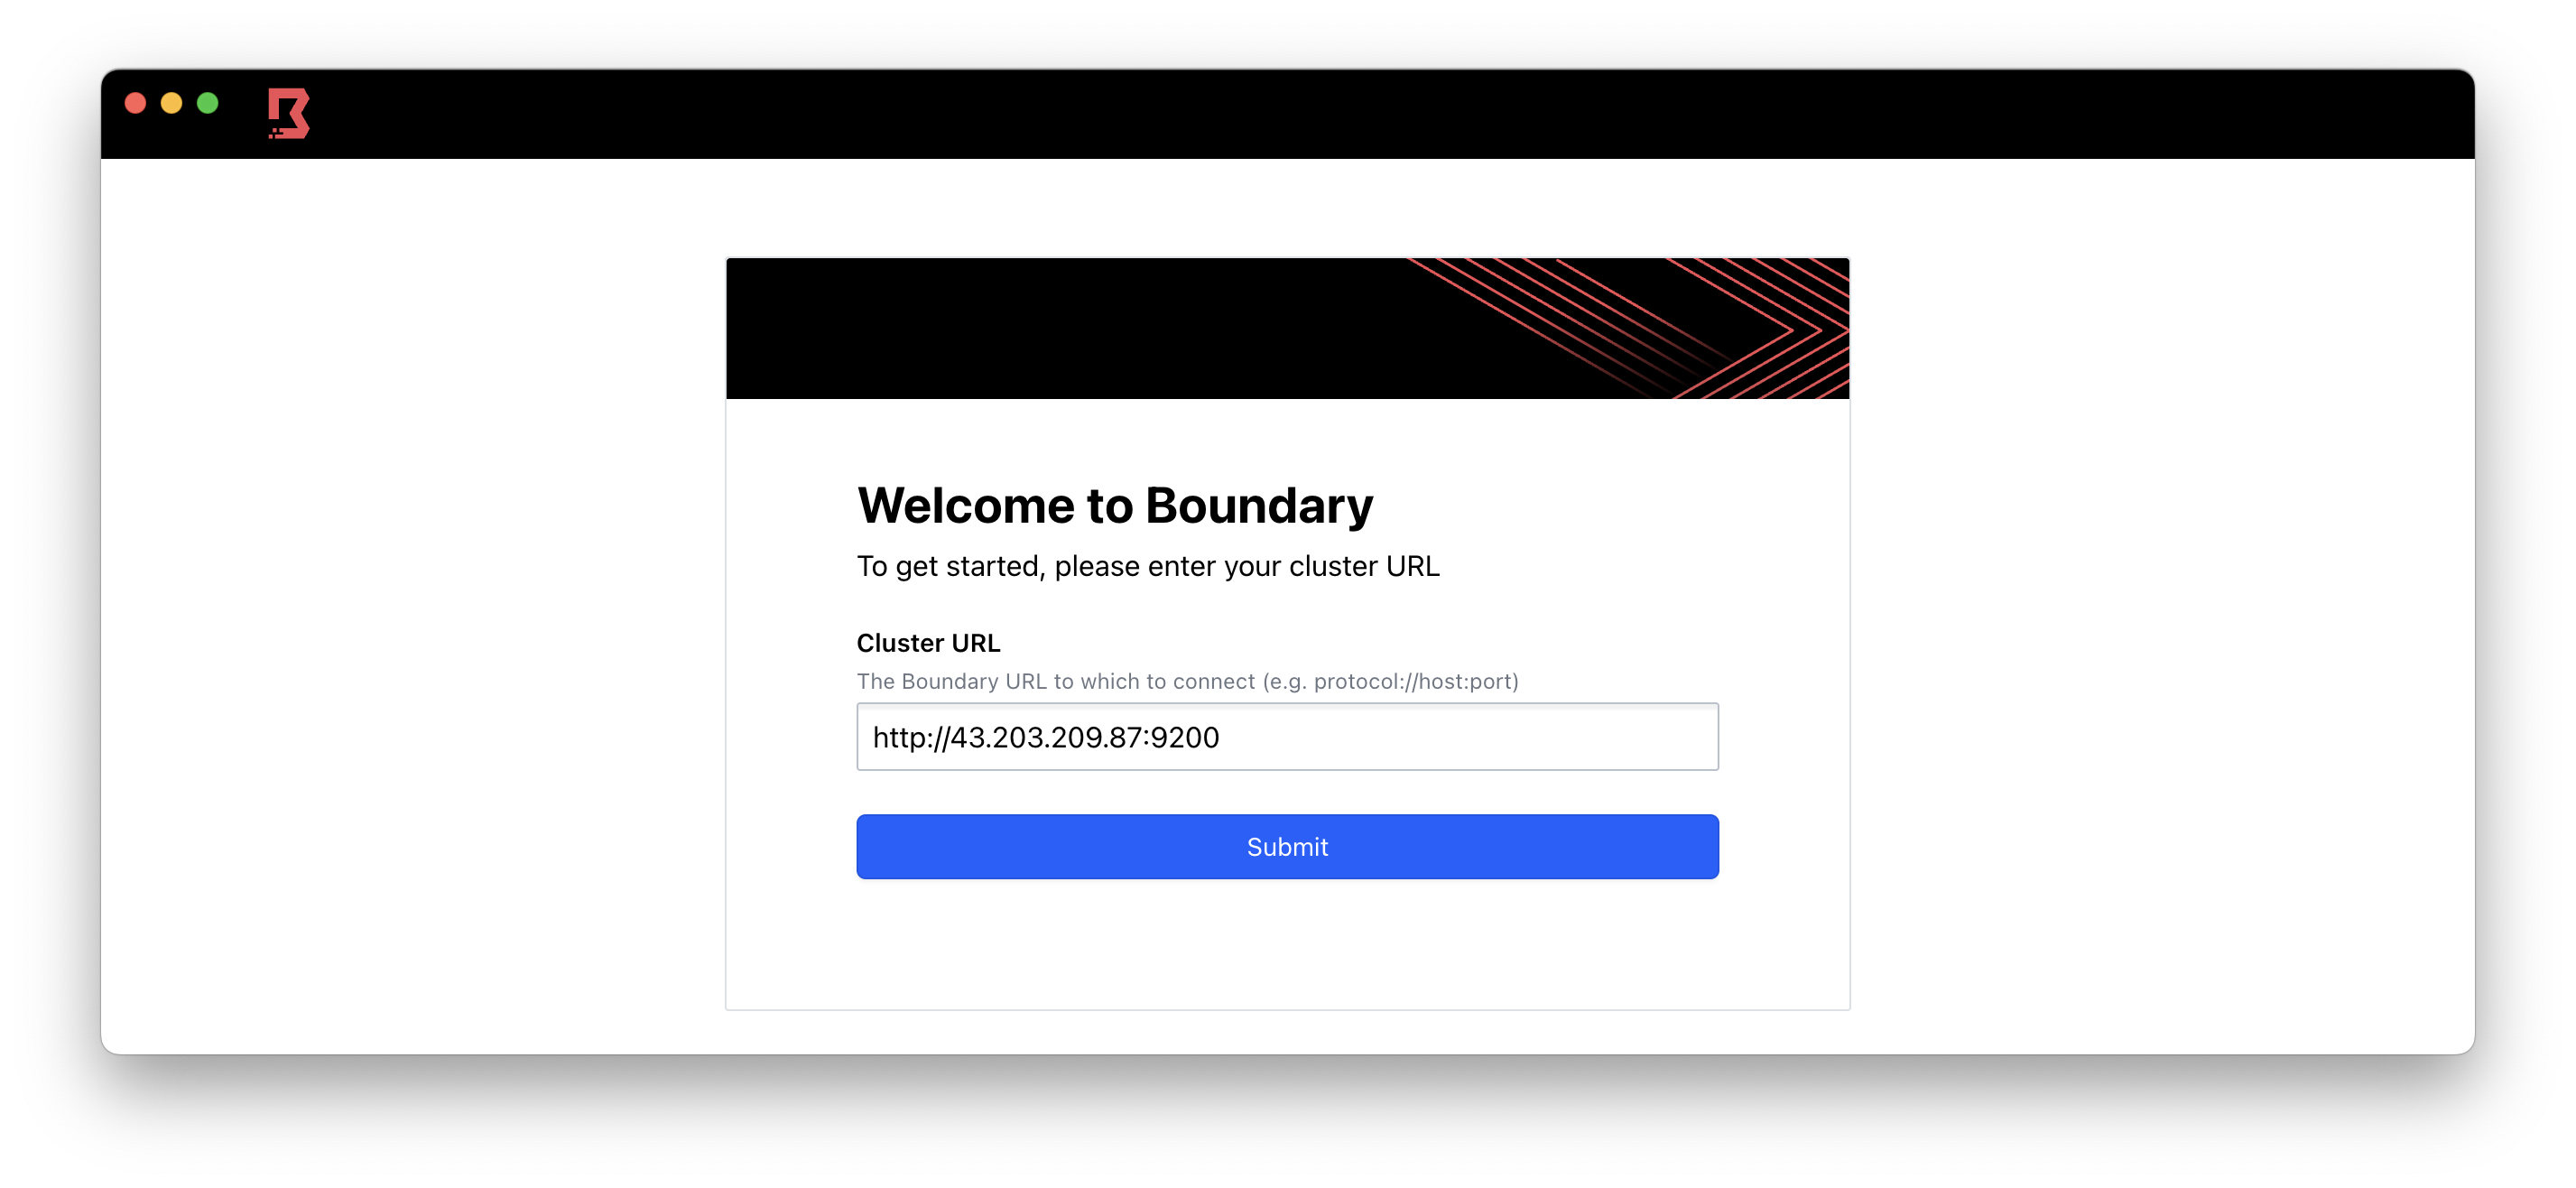 Welcome to Boundary
To get started, please enter your cluster URL
Cluster URL
The Boundary URL to which to connect (e.g. protocol://host:port)
http://43.203.209.87:9200
Submit